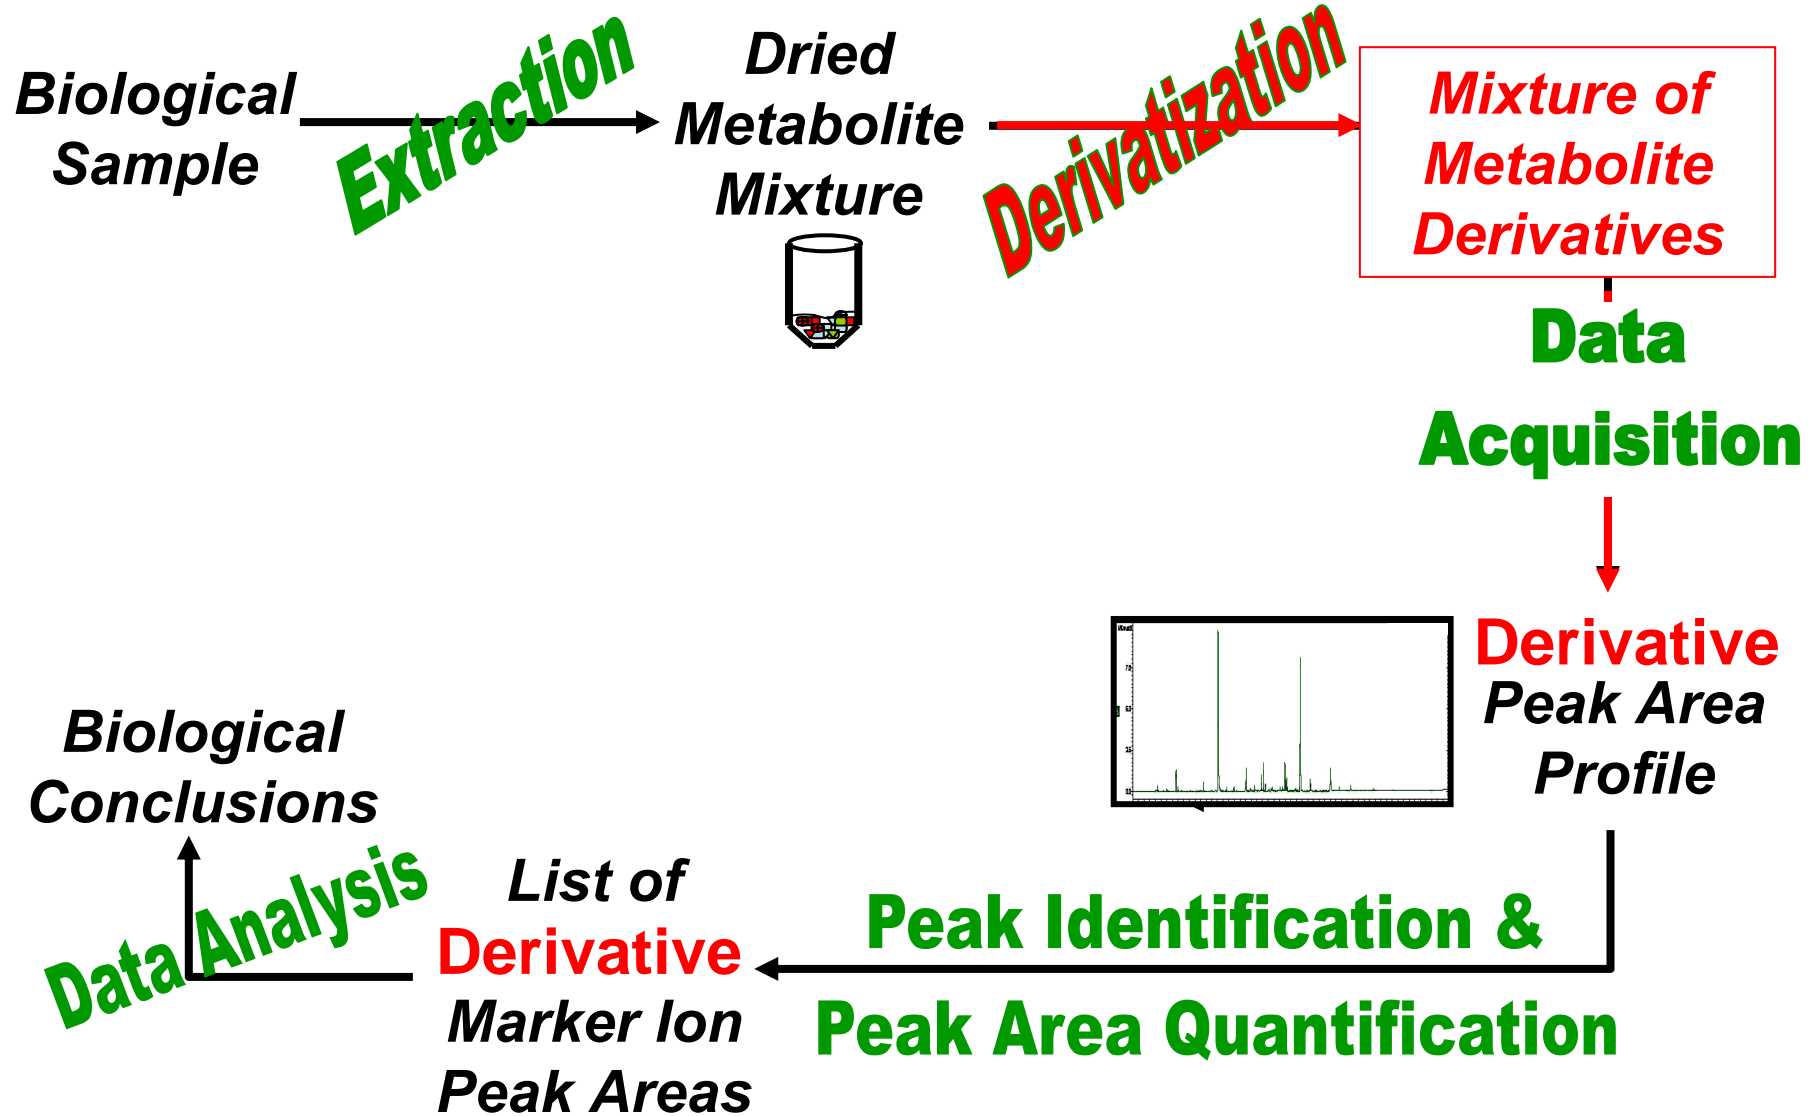 Biological
Sample
Extraction
Dried
Metabolite
Mixture
Derivatization
Mixture of
Metabolite
Derivatives
Data
Acquisition
Derivative
Peak Area
Profile
Peak Identification &
Peak Area Quantification
List of
Derivative
Marker Ion
Peak Areas
Data Analysis
Biological
Conclusions